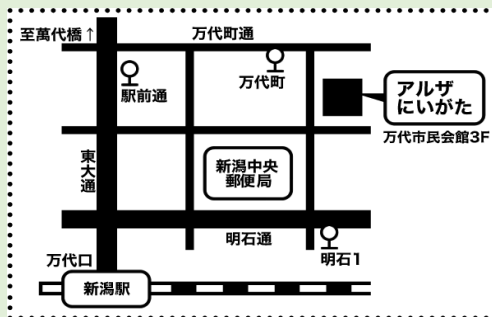 至萬代橋↑
万代町通
駅前通
万代町
アルザ
にいがた
万代市民会館3F
東大通
新潟中央
郵便局
明石通
明石1
万代口
新潟駅